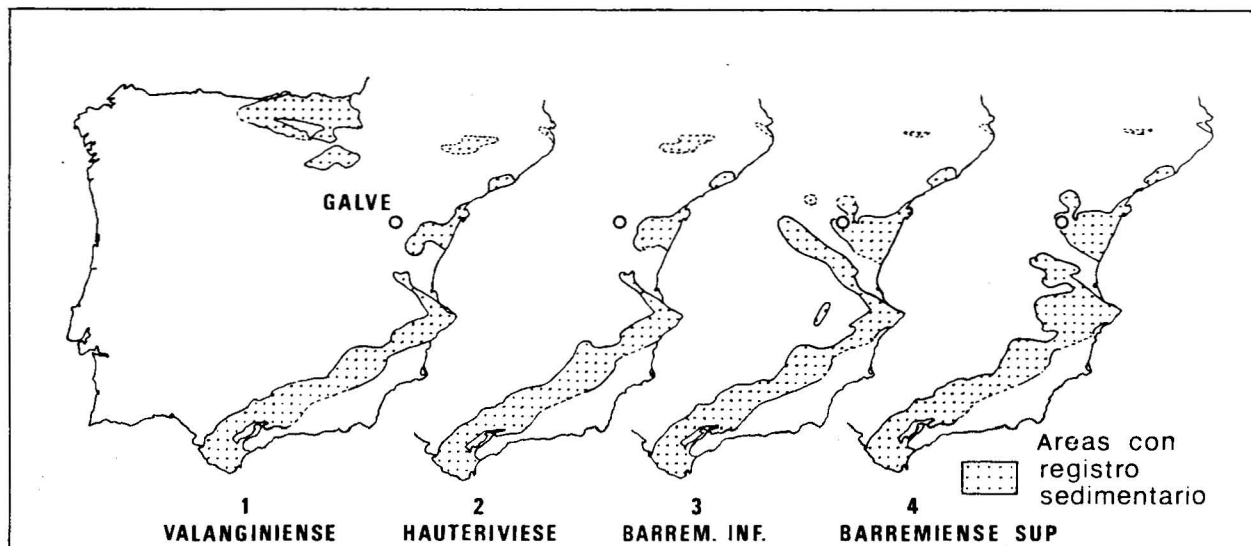 GALVE
Areas con
registro
sedimentario
1 2 3 4
VALANGINIENSE HAUTERIVIESE BARREM. INF. BARREMIENSE SUP